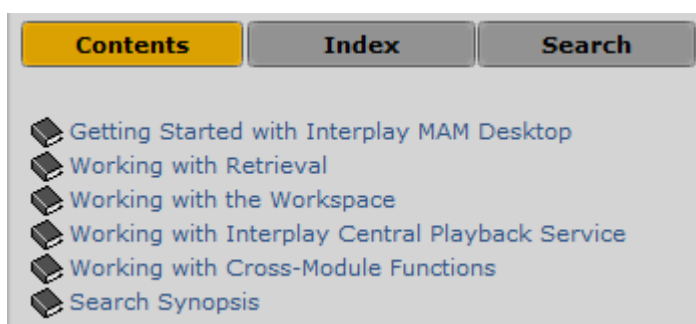 Contents Index Search
Getting Started with Interplay MAM Desktop
Working with Retrieval
Working with the Workspace
Working with Interplay Central Playback Service
Working with Cross-Module Functions
Search Synopsis